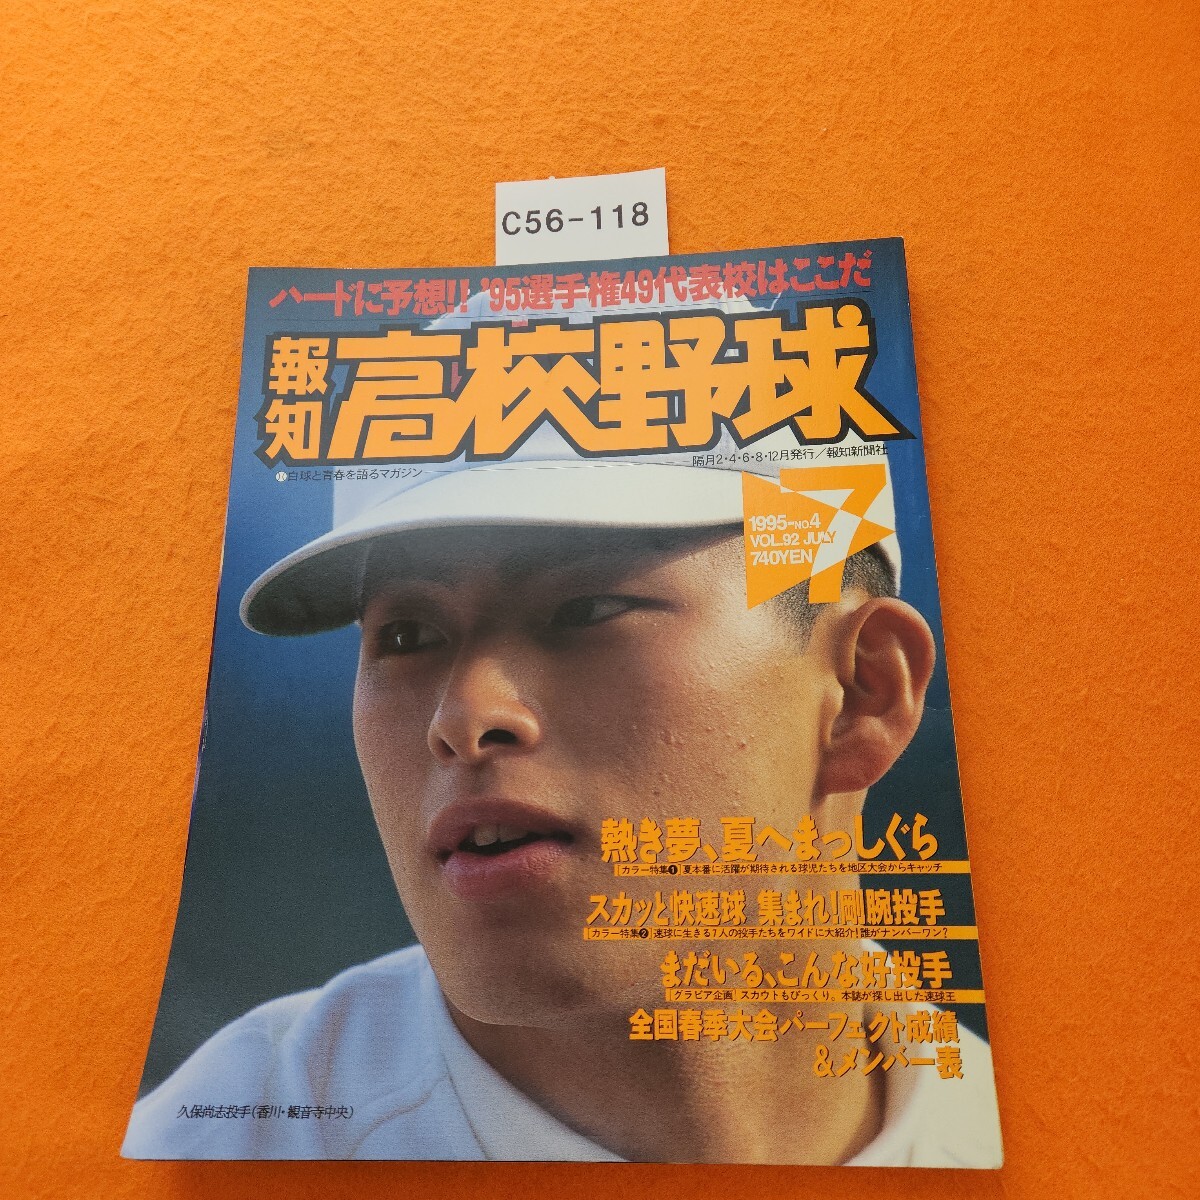 C56-118
ハードに予想!! '95選手権49代表校はここだ
報知 高校野球
白球と青春を語るマガジン
隔月2・4・6・8・12月発行／報知新聞社
7
1995-NO.4
VOL.92 JULY
740YEN
熱き夢、夏へまっしぐら
［カラー特集❶］夏本番に活躍が期待される球児たちを地区大会からキャッチ
スカッと快速球 集まれ!剛腕投手
［カラー特集❷］速球に生きる7人の投手たちをワイドに大紹介!誰がナンバーワン?
まだいる、こんな好投手
［グラビア企画］スカウトもびっくり。本誌が探し出した速球王
全国春季大会パーフェクト成績
&メンバー表
久保尚志投手(香川・観音寺中央)